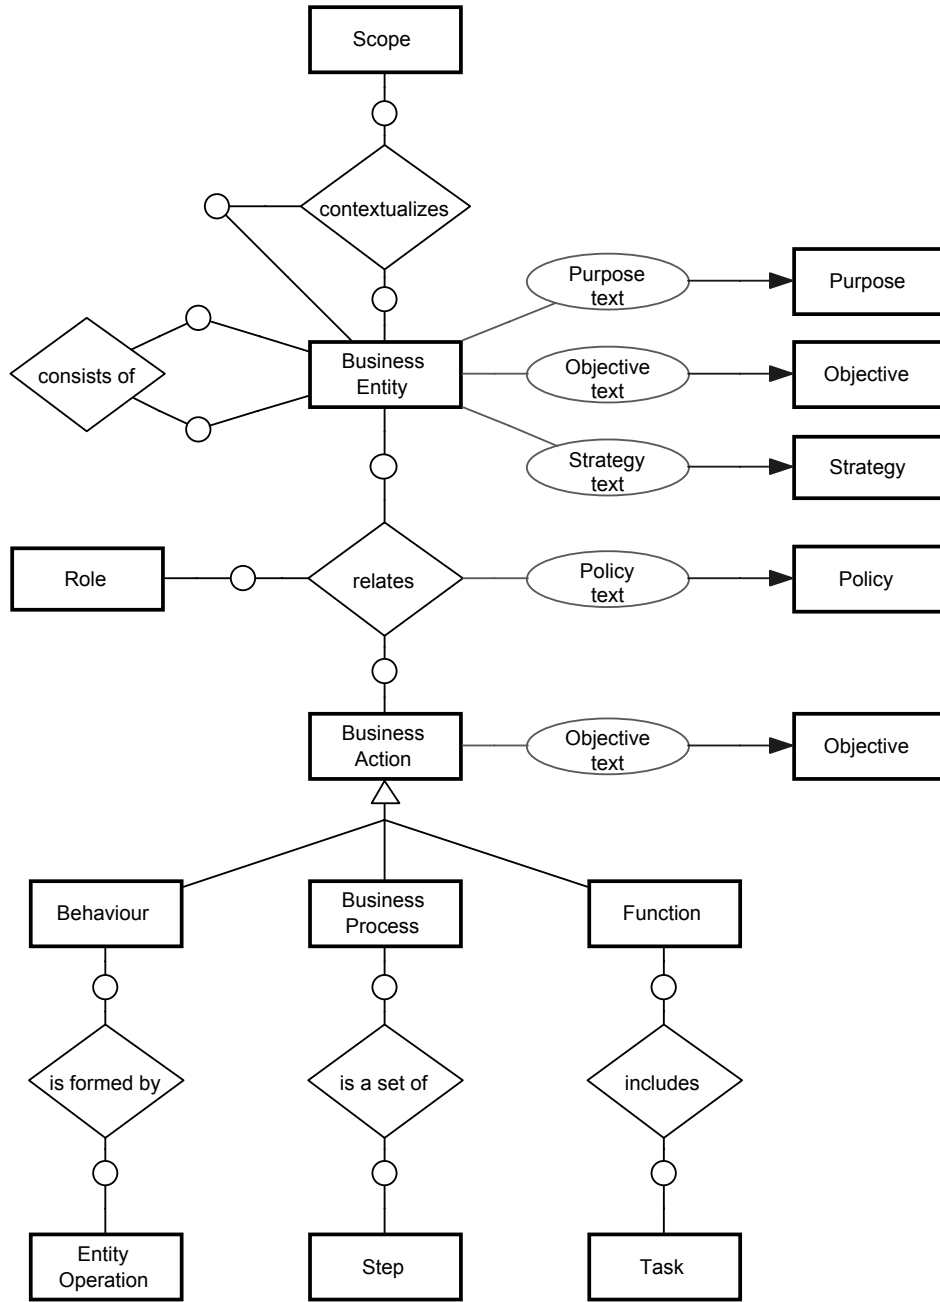 Scope
contextualizes
Purpose
text
Purpose
Business
Entity
Objective
text
Objective
consists of
Strategy
text
Strategy
Role
relates
Policy
text
Policy
Business
Action
Objective
text
Objective
Behaviour
Business
Process
Function
is formed by
is a set of
includes
Entity
Operation
Step
Task